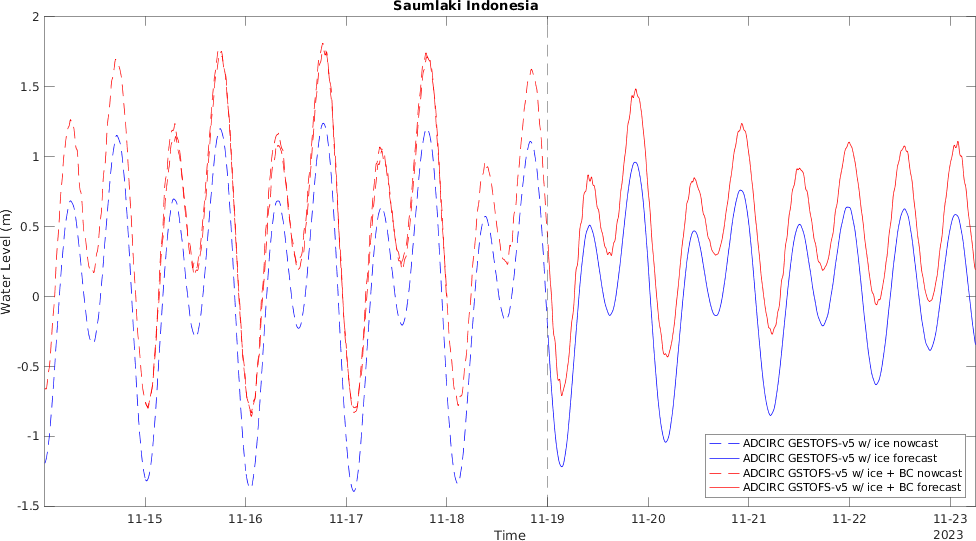 Saumlaki Indonesia
2
1.5
1
0.5
0
-0.5
-1
-1.5
Water Level (m)
11-15 11-16 11-17 11-18 11-19 11-20 11-21 11-22 11-23
2023
Time
ADCIRC GESTOFS-v5 w/ ice nowcast
ADCIRC GESTOFS-v5 w/ ice forecast
ADCIRC GSTOFS-v5 w/ ice + BC nowcast
ADCIRC GSTOFS-v5 w/ ice + BC forecast